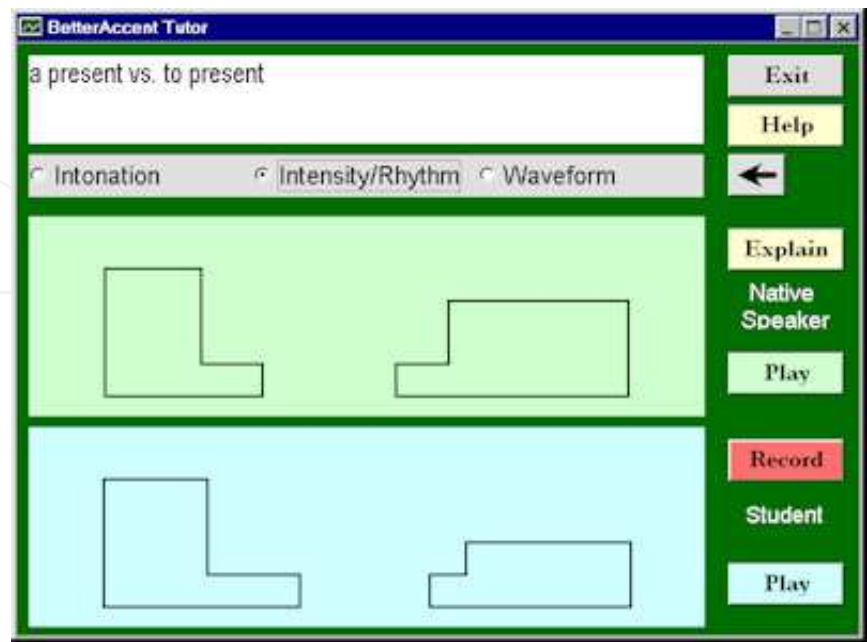 BetterAccent Tutor
a present vs. to present
Exit
Help
Intonation Intensity/Rhythm Waveform
Explain
Native
Speaker
Play
Record
Student
Play